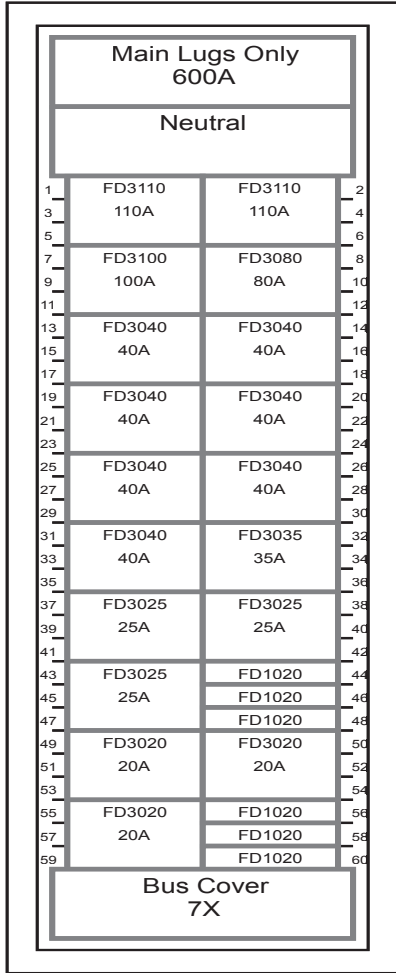 Main Lugs Only
600A
Neutral
1 FD3110 FD3110 2
3 110A 110A 4
5 6
7 FD3100 FD3080 8
9 100A 80A 10
11 12
13 FD3040 FD3040 14
15 40A 40A 16
17 18
19 FD3040 FD3040 20
21 40A 40A 22
23 24
25 FD3040 FD3040 26
27 40A 40A 28
29 30
31 FD3040 FD3035 32
33 40A 35A 34
35 36
37 FD3025 FD3025 38
39 25A 25A 40
41 42
43 FD3025 FD1020 44
45 25A FD1020 46
47 FD1020 48
49 FD3020 FD3020 50
51 20A 20A 52
53 54
55 FD3020 FD1020 56
57 20A FD1020 58
59 FD1020 60
Bus Cover
7X